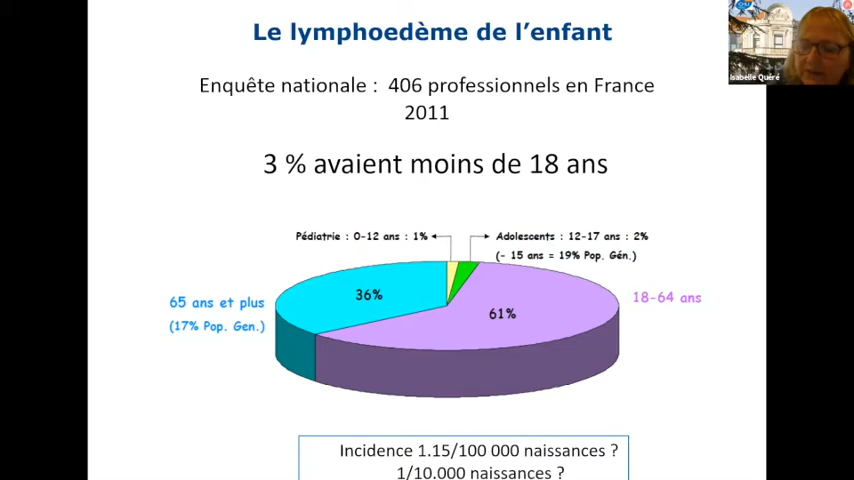 Le lymphoedème de l'enfant
Enquête nationale : 406 professionnels en France
2011
3 % avaient moins de 18 ans
Pédiatrie : 0-12 ans : 1%
Adolescents : 12-17 ans : 2%
(- 15 ans = 19% Pop. Gén.)
65 ans et plus
(17% Pop. Gen.)
36%
61%
18-64 ans
Incidence 1.15/100 000 naissances ?
1/10.000 naissances ?
Isabelle Quéré